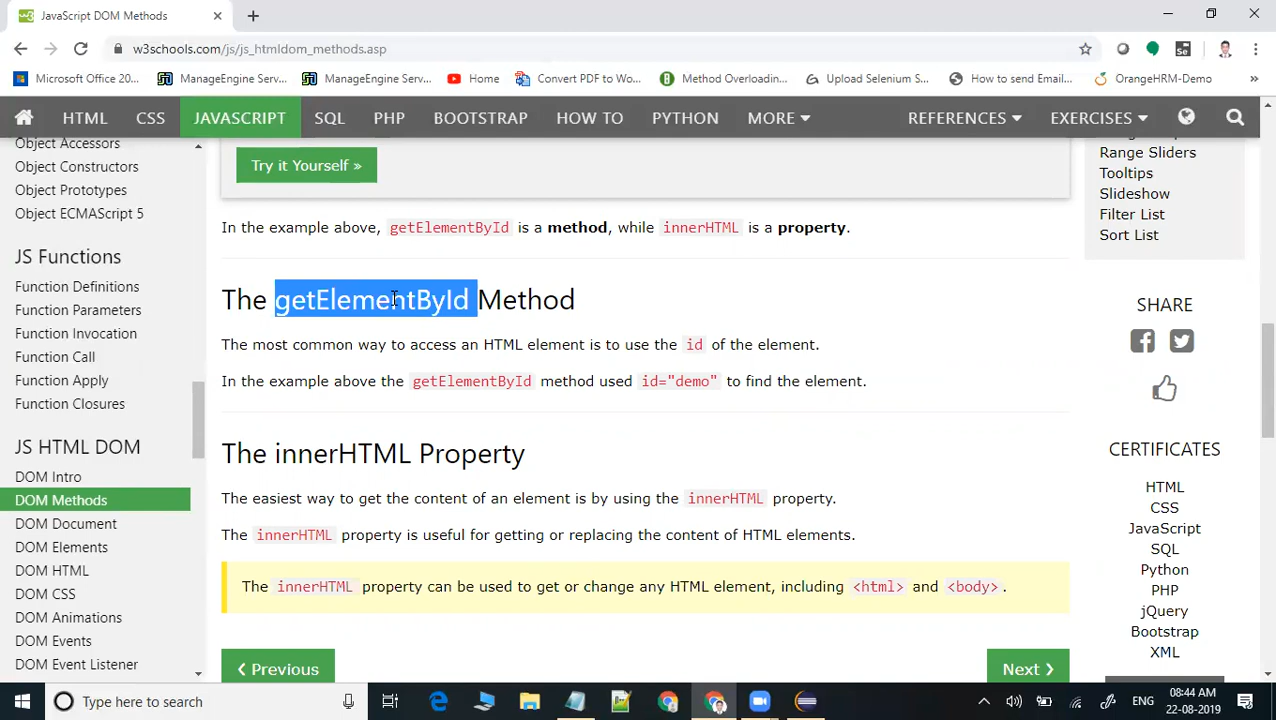 JavaScript DOM Methods
w3schools.com/js/js_htmldom_methods.asp
Microsoft Office 20...
ManageEngine Serv...
ManageEngine Serv...
Home
Convert PDF to Wo...
Method Overloadin...
Upload Selenium S...
How to send Email...
OrangeHRM-Demo
»
HTML CSS JAVASCRIPT SQL PHP BOOTSTRAP HOW TO PYTHON MORE REFERENCES EXERCISES
Object Accessors
Object Constructors
Object Prototypes
Object ECMAScript 5
JS Functions
Function Definitions
Function Parameters
Function Invocation
Function Call
Function Apply
Function Closures
JS HTML DOM
DOM Intro
DOM Methods
DOM Document
DOM Elements
DOM HTML
DOM CSS
DOM Animations
DOM Events
DOM Event Listener
Try it Yourself »
In the example above, getElementById is a method, while innerHTML is a property.
The getElementById Method
The most common way to access an HTML element is to use the id of the element.
In the example above the getElementById method used id="demo" to find the element.
The innerHTML Property
The easiest way to get the content of an element is by using the innerHTML property.
The innerHTML property is useful for getting or replacing the content of HTML elements.
The innerHTML property can be used to get or change any HTML element, including <html> and <body>.
❮ Previous
Next ❯
Range Sliders
Tooltips
Slideshow
Filter List
Sort List
SHARE
CERTIFICATES
HTML
CSS
JavaScript
SQL
Python
PHP
jQuery
Bootstrap
XML
Type here to search
ENG
08:44 AM
22-08-2019